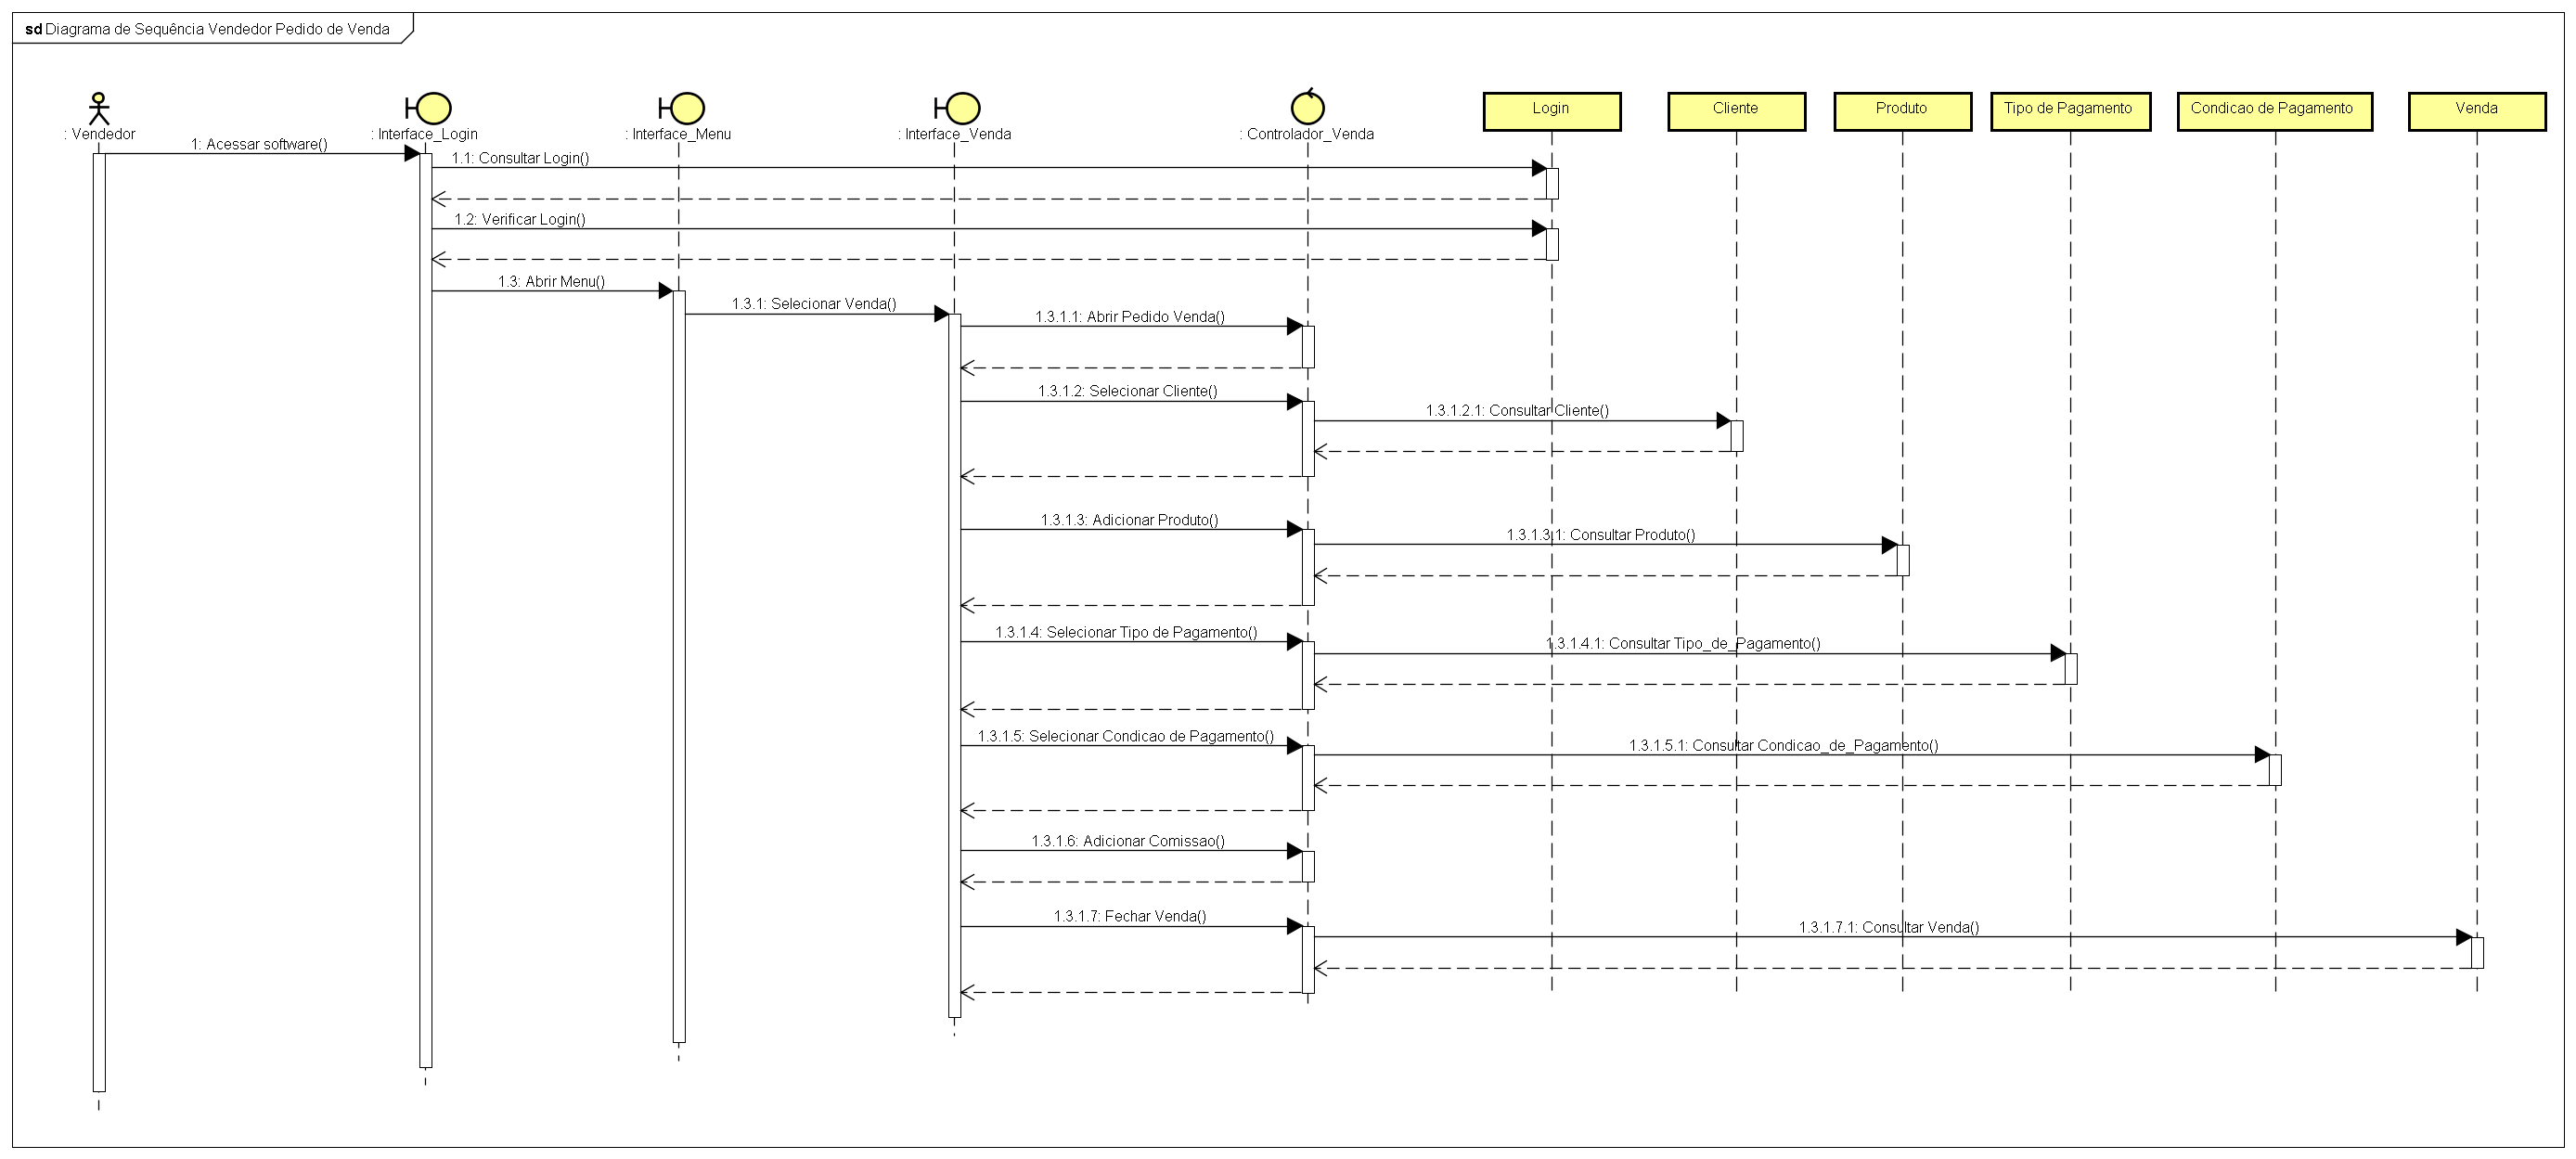 sd Diagrama de Sequência Vendedor Pedido de Venda
Login
Cliente
Produto
Tipo de Pagamento
Condicao de Pagamento
Venda
: Vendedor
: Interface_Login
: Interface_Menu
: Interface_Venda
: Controlador_Venda
1: Acessar software()
1.1: Consultar Login()
1.2: Verificar Login()
1.3: Abrir Menu()
1.3.1: Selecionar Venda()
1.3.1.1: Abrir Pedido Venda()
1.3.1.2: Selecionar Cliente()
1.3.1.2.1: Consultar Cliente()
1.3.1.3: Adicionar Produto()
1.3.1.3.1: Consultar Produto()
1.3.1.4: Selecionar Tipo de Pagamento()
1.3.1.4.1: Consultar Tipo_de_Pagamento()
1.3.1.5: Selecionar Condicao de Pagamento()
1.3.1.5.1: Consultar Condicao_de_Pagamento()
1.3.1.6: Adicionar Comissao()
1.3.1.7: Fechar Venda()
1.3.1.7.1: Consultar Venda()